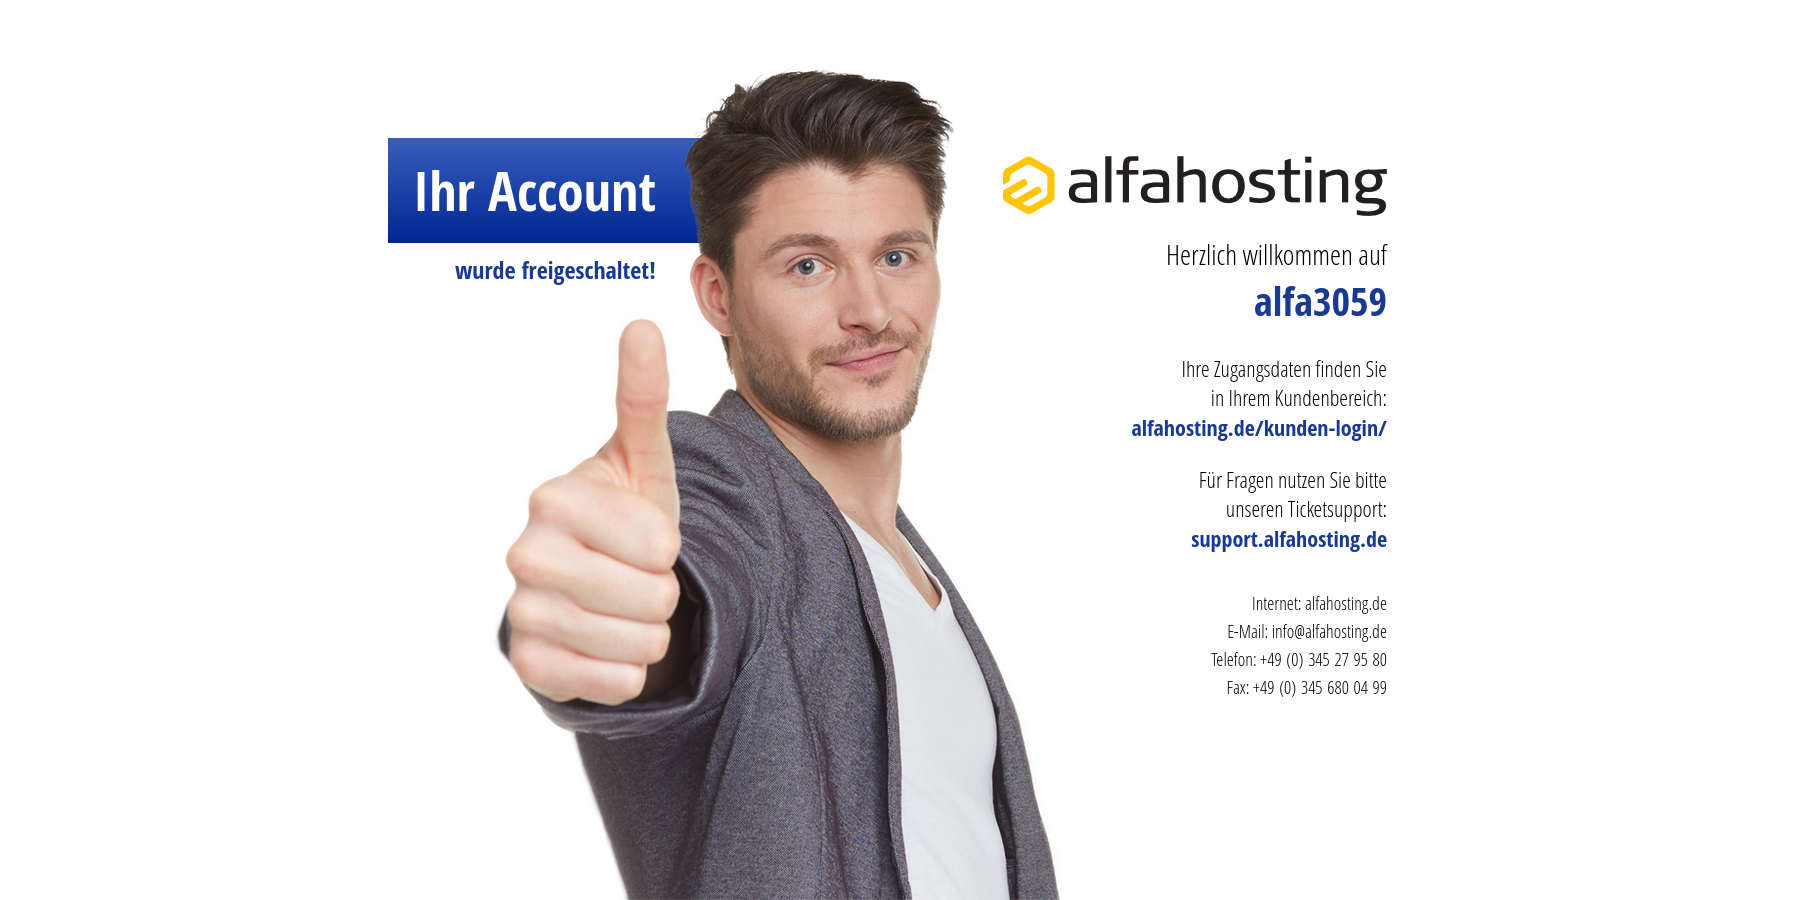 Ihr Account
wurde freigeschaltet!
alfahosting
Herzlich willkommen auf
alfa3059
Ihre Zugangsdaten finden Sie
in Ihrem Kundenbereich:
alfahosting.de/kunden-login/
Für Fragen nutzen Sie bitte
unseren Ticketsupport:
support.alfahosting.de
Internet: alfahosting.de
E-Mail: info@alfahosting.de
Telefon: +49 (0) 345 27 95 80
Fax: +49 (0) 345 680 04 99